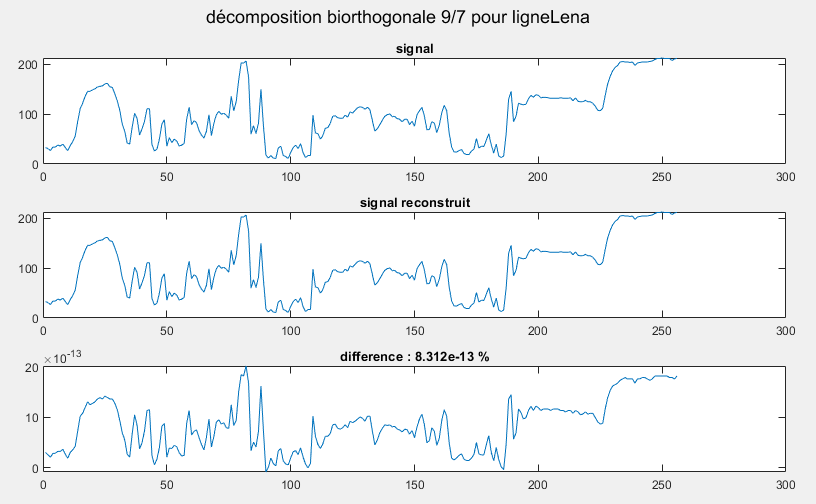 décomposition biorthogonale 9/7 pour ligneLena
signal
200
100
0
0 50 100 150 200 250 300
signal reconstruit
200
100
0
0 50 100 150 200 250 300
×10-13
difference : 8.312e-13 %
20
10
0
0 50 100 150 200 250 300